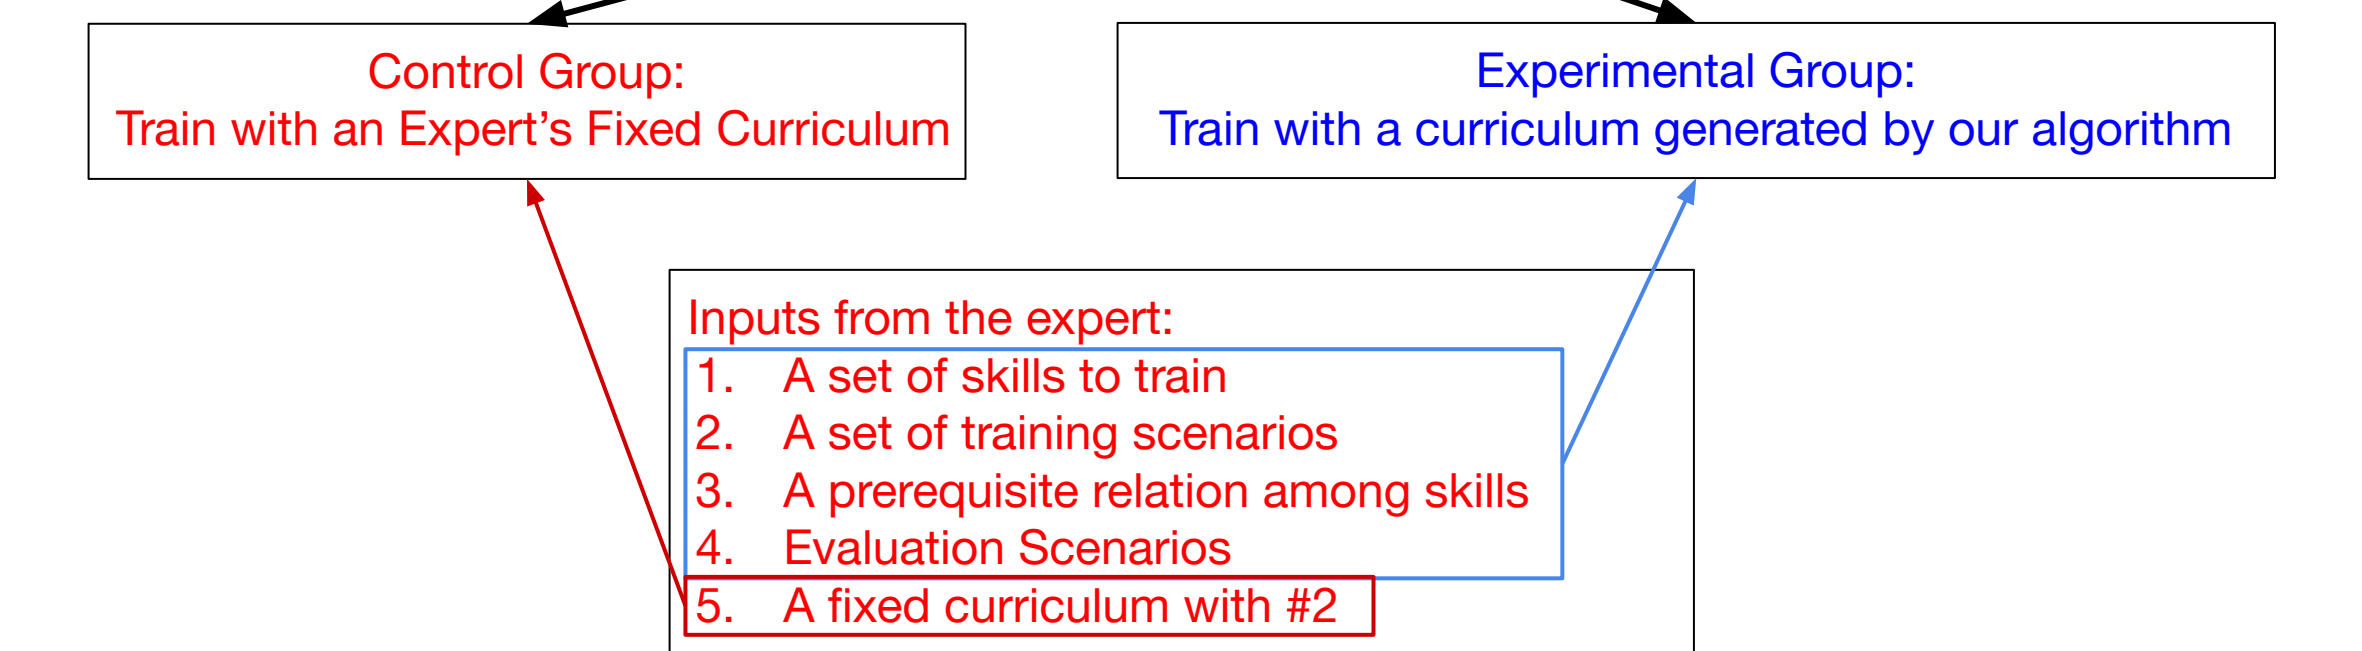 Control Group:
Train with an Expert’s Fixed Curriculum
Experimental Group:
Train with a curriculum generated by our algorithm
Inputs from the expert:
1. A set of skills to train
2. A set of training scenarios
3. A prerequisite relation among skills
4. Evaluation Scenarios
5. A fixed curriculum with #2